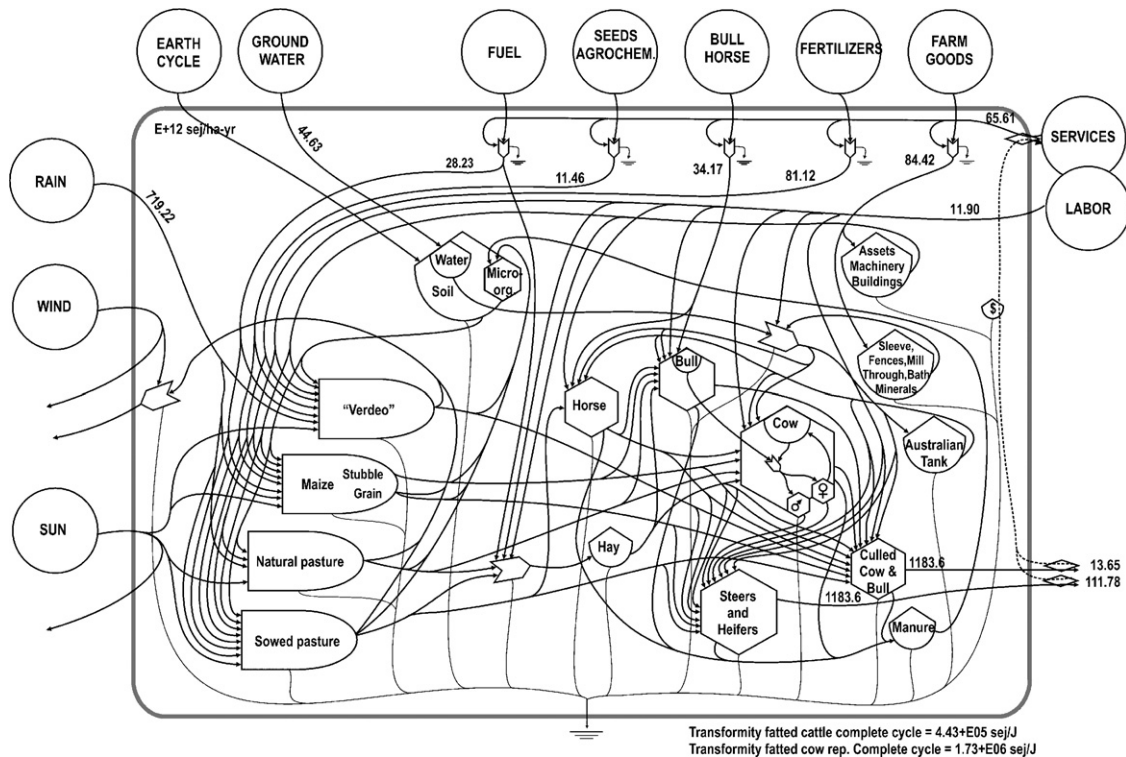 EARTH
CYCLE
GROUND
WATER
FUEL
SEEDS
AGROCHEM.
BULL
HORSE
FERTILIZERS
FARM
GOODS
E+12 sej/ha-yr
44.63
65.61
SERVICES
28.23
11.46
34.17
81.12
84.42
RAIN
719.22
11.90
LABOR
Water
Soil
Micro-
org
Assets
Machinery
Buildings
WIND
$
Sleeve,
Fences,Mill
Through,Bath
Minerals
Bull
"Verdeo"
Horse
Cow
Australian
Tank
Maize
Stubble
Grain
♂
♀
SUN
Natural pasture
Hay
Culled
Cow &
Bull
1183.6
13.65
111.78
1183.6
Steers
and
Heifers
Manure
Sowed pasture
Transformity fatted cattle complete cycle = 4.43+E05 sej/J
Transformity fatted cow rep. Complete cycle = 1.73+E06 sej/J